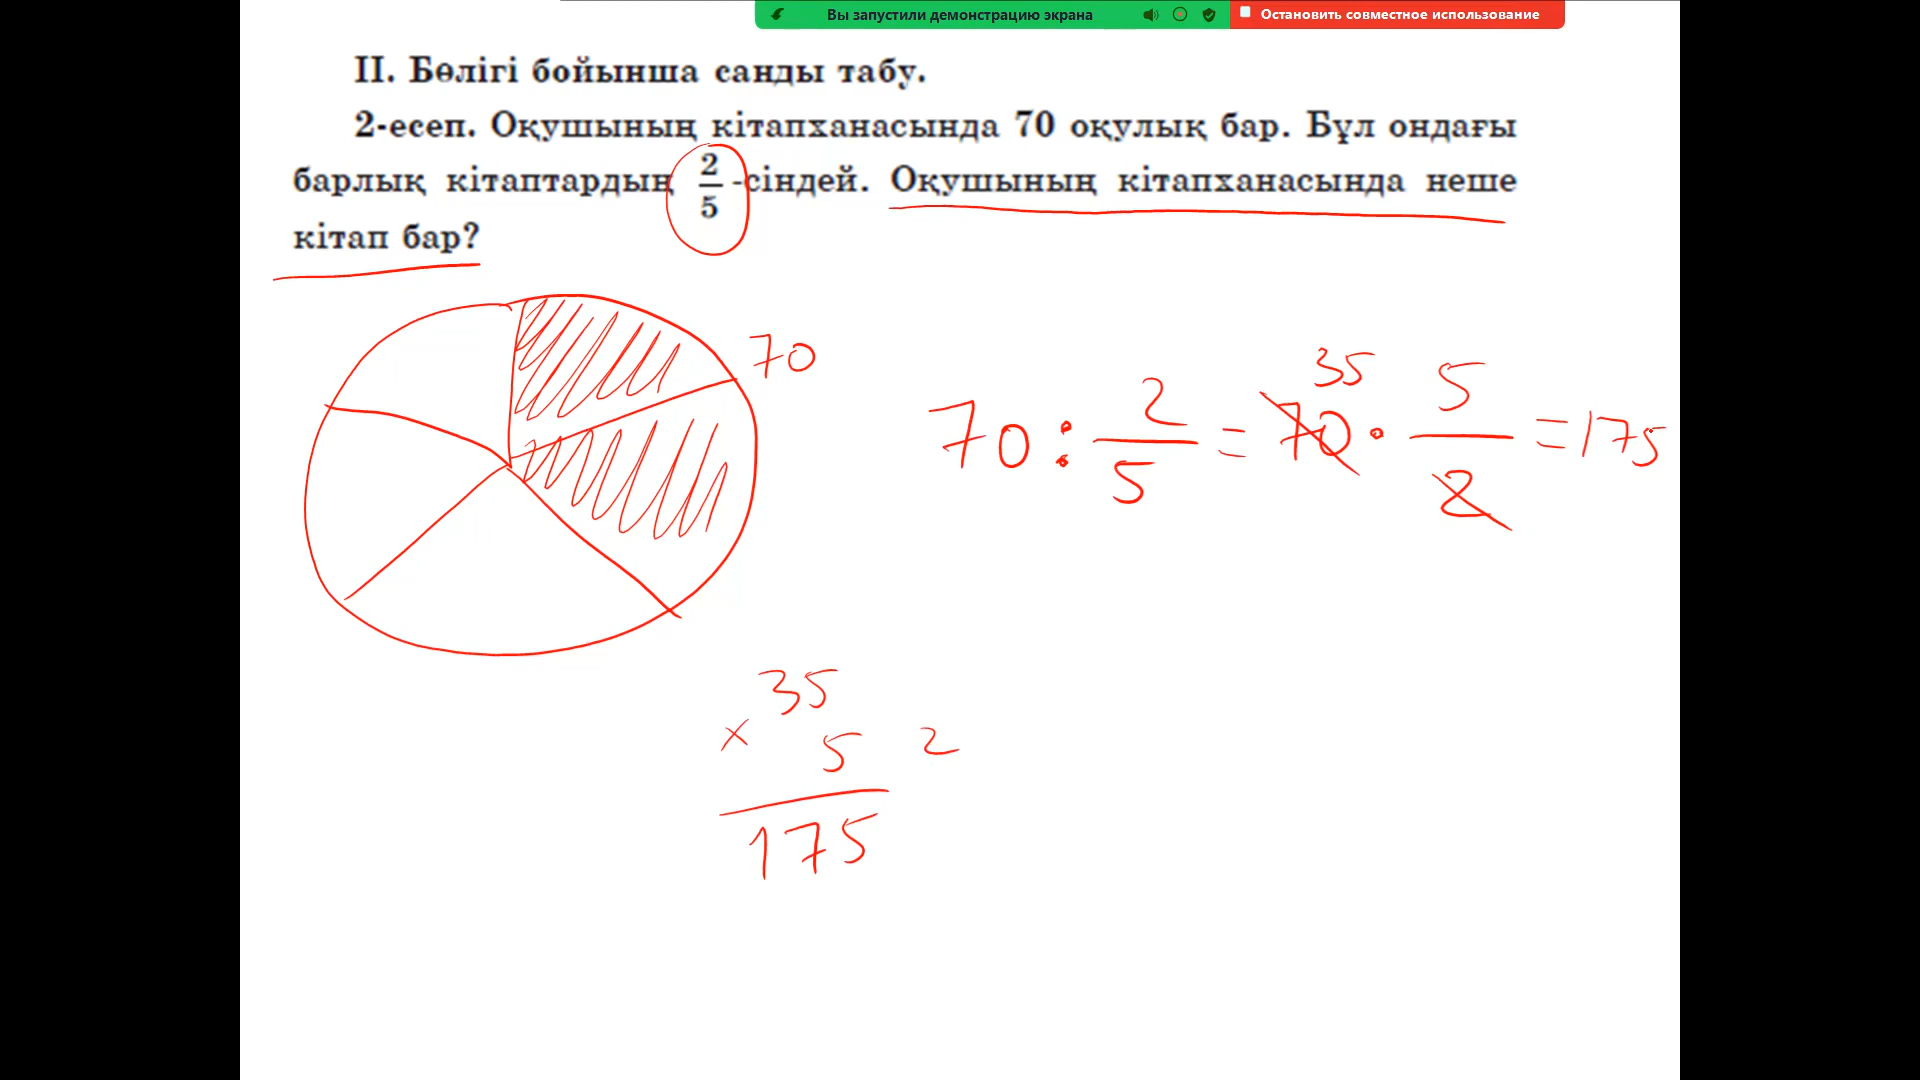 Вы запустили демонстрацию экрана
Остановить совместное использование
II. Бөлігі бойынша санды табу.
2-есеп. Оқушының кітапханасында 70 оқулық бар. Бұл ондағы
барлық кітаптардың 2/5 -сіндей. Оқушының кітапханасында неше
кітап бар?
70
70 : 2/5 = 70 · 5/2 = 175
35
35
× 5 2
175